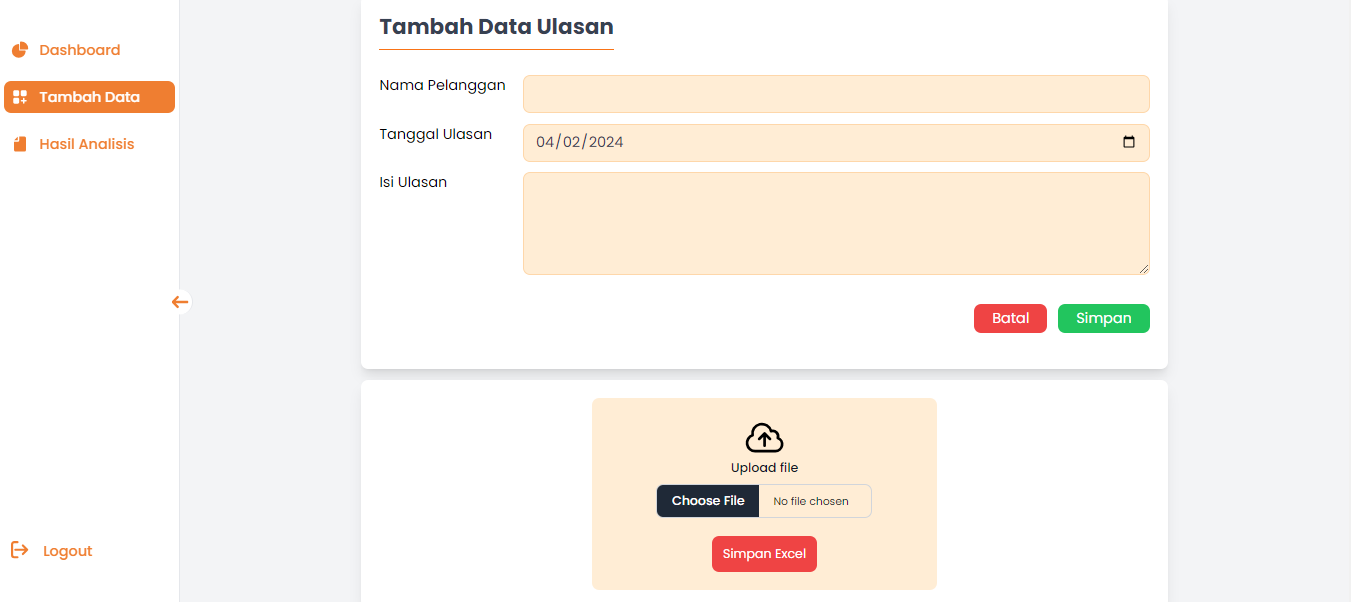 Dashboard
Tambah Data
Hasil Analisis
Logout
Tambah Data Ulasan
Nama Pelanggan
Tanggal Ulasan
04/02/2024
Isi Ulasan
Batal
Simpan
Upload file
Choose File No file chosen
Simpan Excel